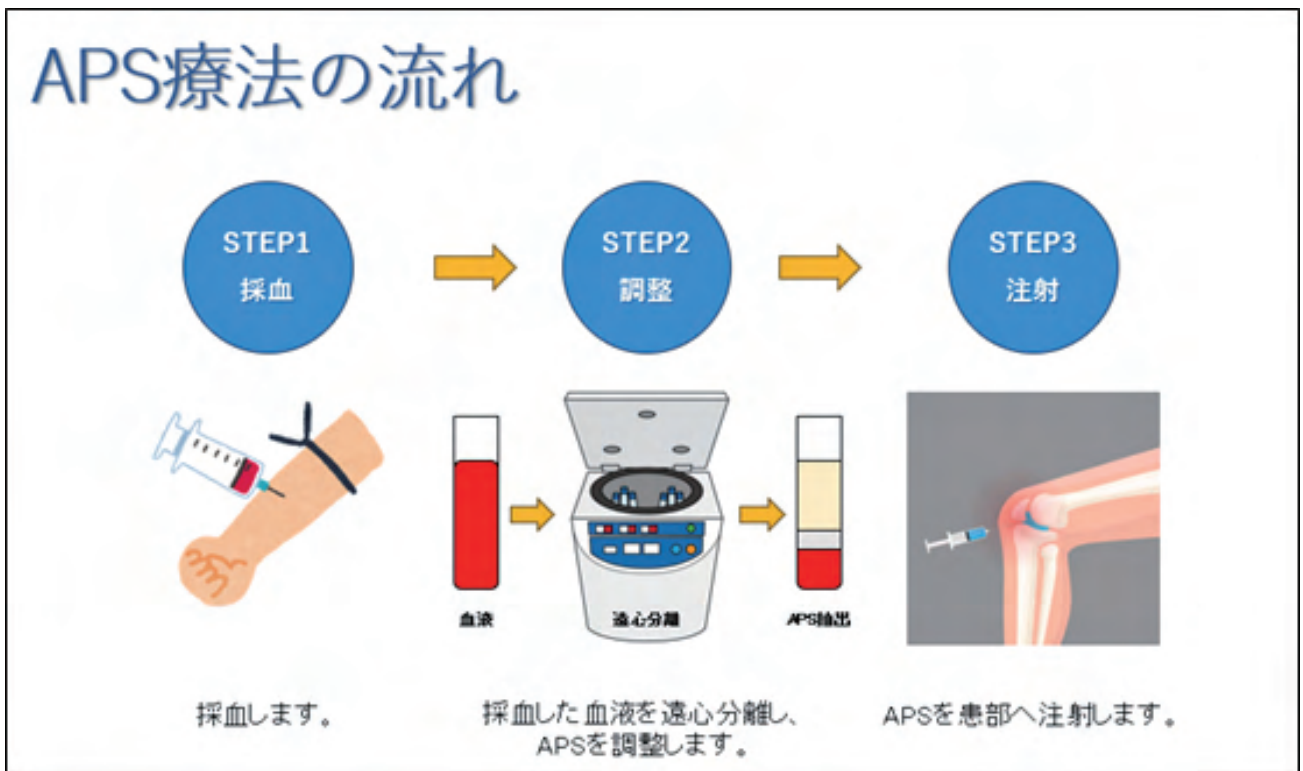 APS療法の流れ
STEP1
採血
STEP2
調整
STEP3
注射
血液
遠心分離
APS抽出
採血します。
採血した血液を遠心分離し、
APSを調整します。
APSを患部へ注射します。